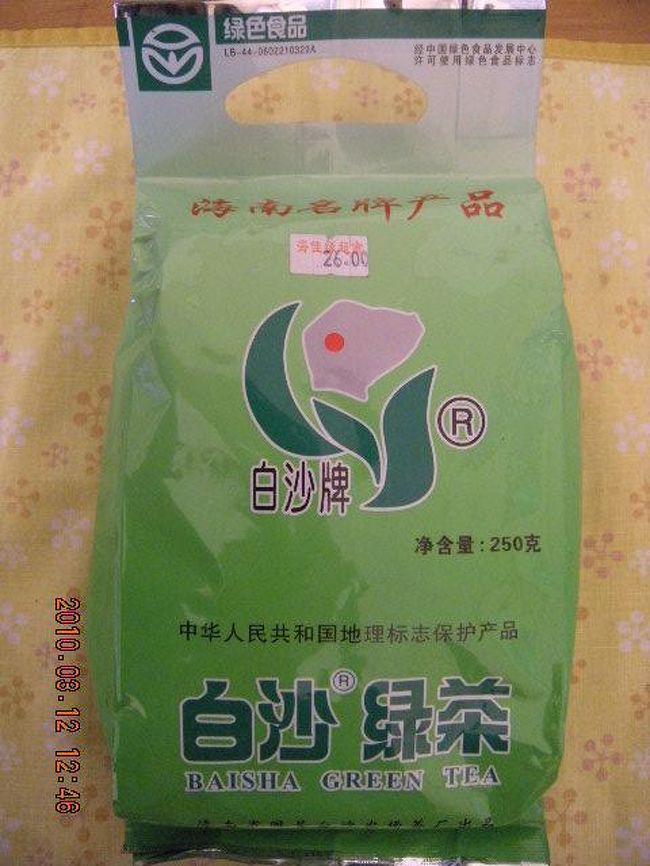 绿色食品
LB-44-0602210322A
经中国绿色食品发展中心
许可使用绿色食品标志
海南名牌产品
26.00
R
白沙牌
净含量:250克
中华人民共和国地理标志保护产品
白沙® 绿茶
BAISHA GREEN TEA
2010.03.12 12:46